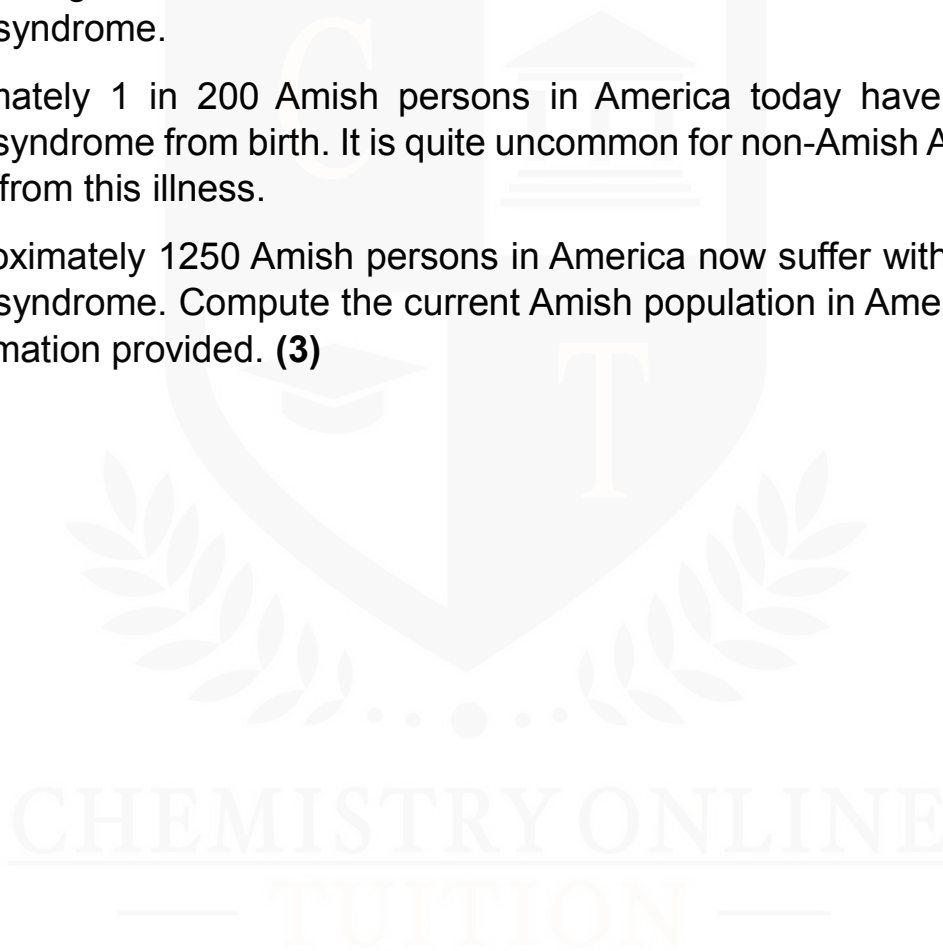 syndrome.
mately 1 in 200 Amish persons in America today have
syndrome from birth. It is quite uncommon for non-Amish A
from this illness.
oximately 1250 Amish persons in America now suffer with
syndrome. Compute the current Amish population in Ame
mation provided. (3)
C
T
CHEMISTRY ONLINE
TUITION